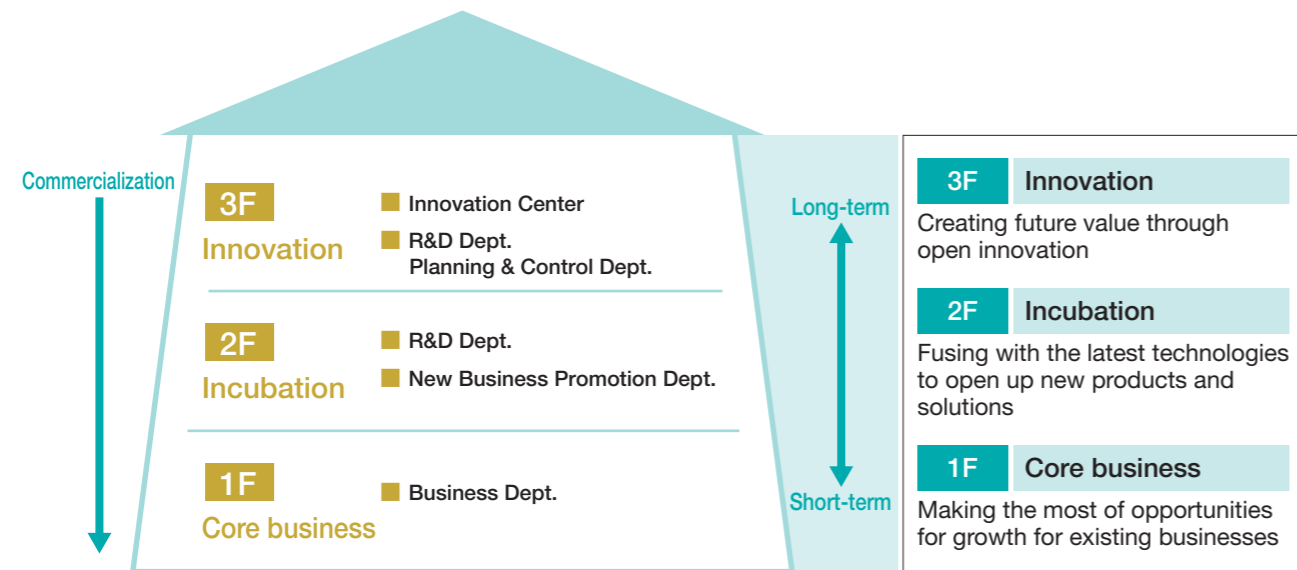 Commercialization
3F
Innovation
Innovation Center
R&D Dept.
Planning & Control Dept.
2F
Incubation
R&D Dept.
New Business Promotion Dept.
1F
Core business
Business Dept.
Long-term
Short-term
3F Innovation
Creating future value through
open innovation
2F Incubation
Fusing with the latest technologies
to open up new products and
solutions
1F Core business
Making the most of opportunities
for growth for existing businesses